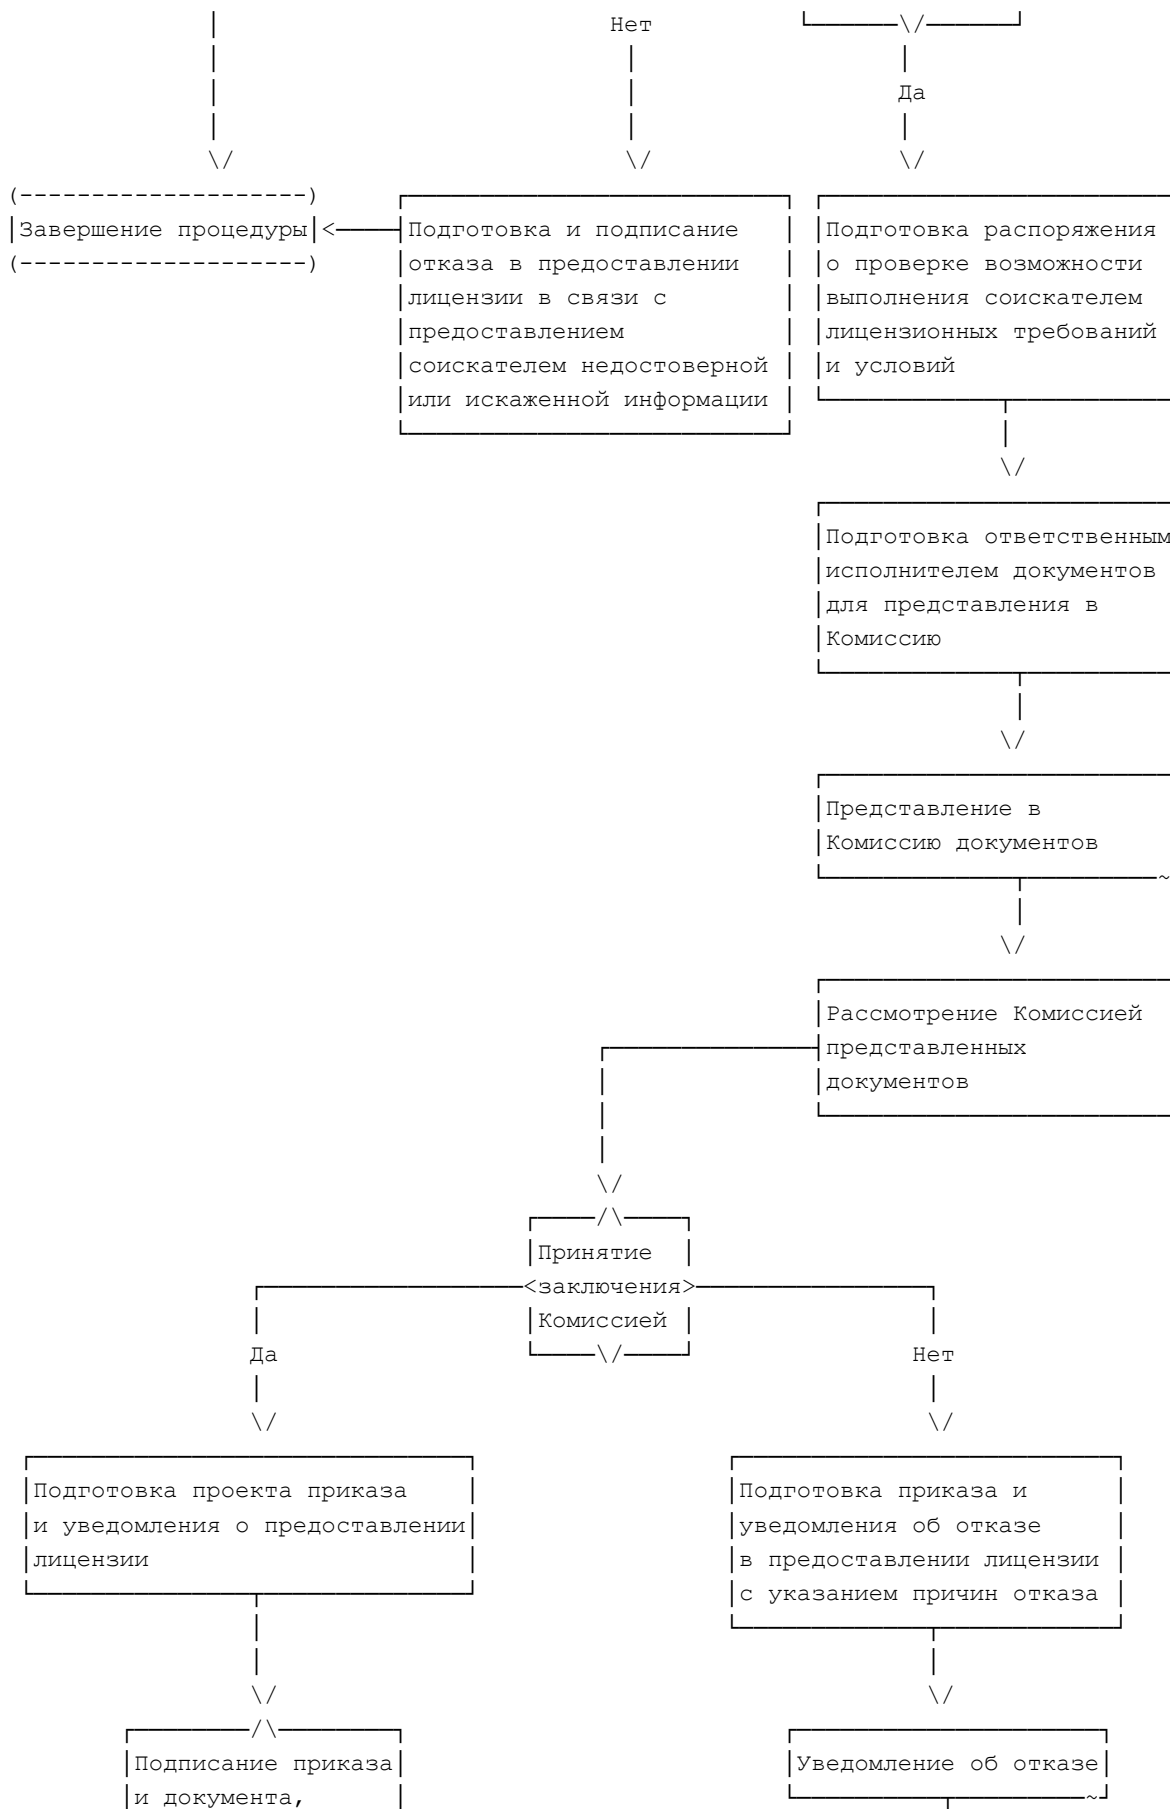 Нет
Да
Завершение процедуры
Подготовка и подписание
отказа в предоставлении
лицензии в связи с
предоставлением
соискателем недостоверной
или искаженной информации
Подготовка распоряжения
о проверке возможности
выполнения соискателем
лицензионных требований
и условий
Подготовка ответственным
исполнителем документов
для представления в
Комиссию
Представление в
Комиссию документов
Рассмотрение Комиссией
представленных
документов
Принятие
заключения
Комиссией
Да
Нет
Подготовка проекта приказа
и уведомления о предоставлении
лицензии
Подготовка приказа и
уведомления об отказе
в предоставлении лицензии
с указанием причин отказа
Подписание приказа
и документа,
Уведомление об отказе